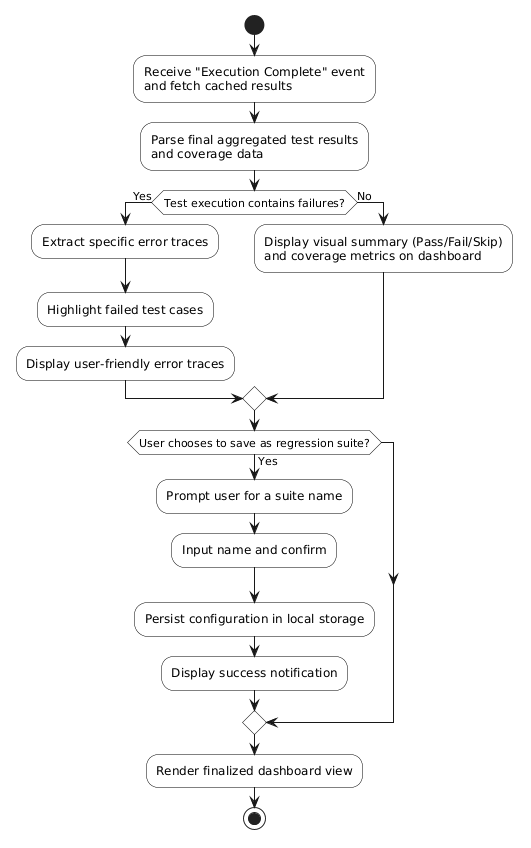 Receive "Execution Complete" event
and fetch cached results
Parse final aggregated test results
and coverage data
Yes
Test execution contains failures?
No
Extract specific error traces
Display visual summary (Pass/Fail/Skip)
and coverage metrics on dashboard
Highlight failed test cases
Display user-friendly error traces
User chooses to save as regression suite?
Yes
Prompt user for a suite name
Input name and confirm
Persist configuration in local storage
Display success notification
Render finalized dashboard view